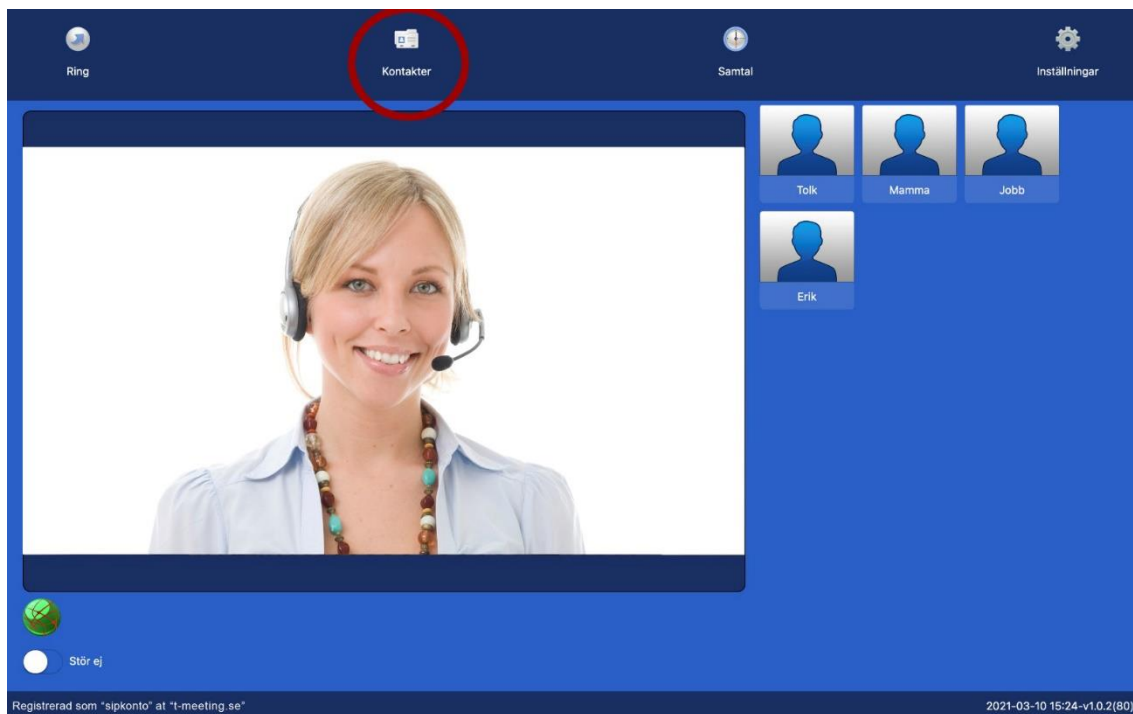 Ring
Kontakter
Samtal
Inställningar
Tolk
Mamma
Jobb
Erik
Stör ej
Registrerad som "sipkonto" at "t-meeting.se"
2021-03-10 15:24-v1.0.2(80)